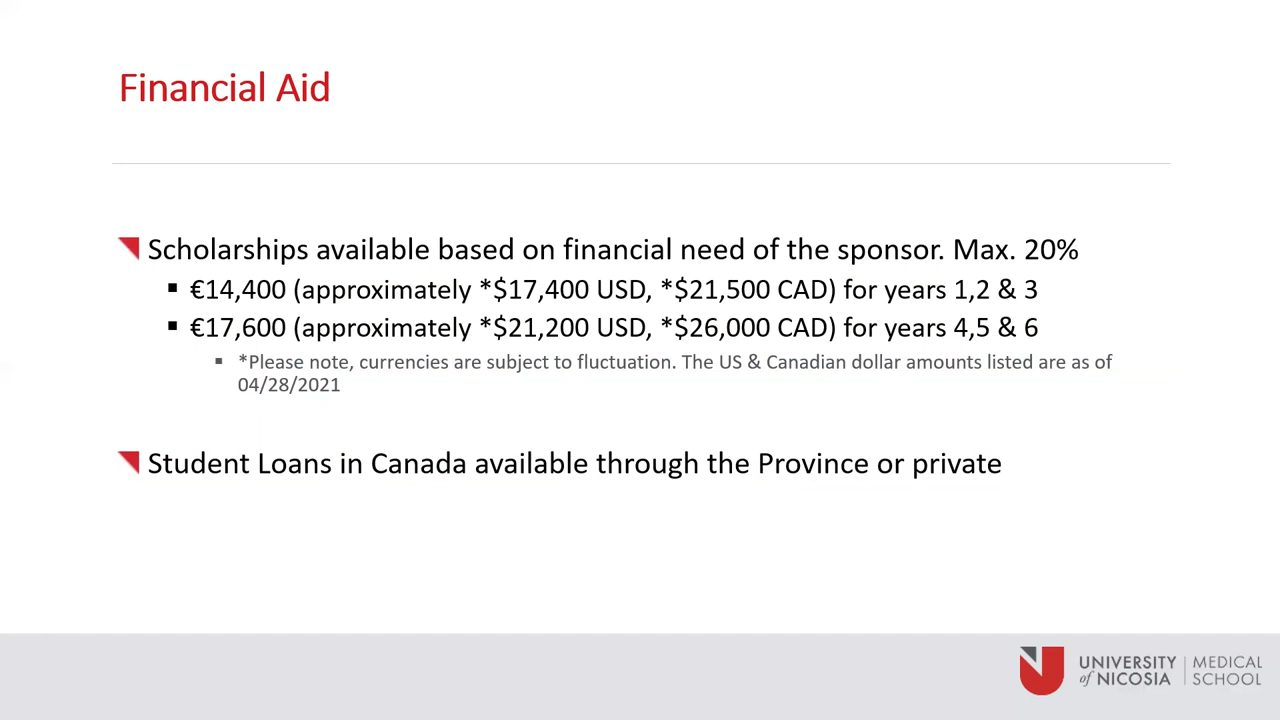 Financial Aid
Scholarships available based on financial need of the sponsor. Max. 20%
▪ €14,400 (approximately *$17,400 USD, *$21,500 CAD) for years 1,2 & 3
▪ €17,600 (approximately *$21,200 USD, *$26,000 CAD) for years 4,5 & 6
▪ *Please note, currencies are subject to fluctuation. The US & Canadian dollar amounts listed are as of
04/28/2021
Student Loans in Canada available through the Province or private
UNIVERSITY of NICOSIA | MEDICAL SCHOOL